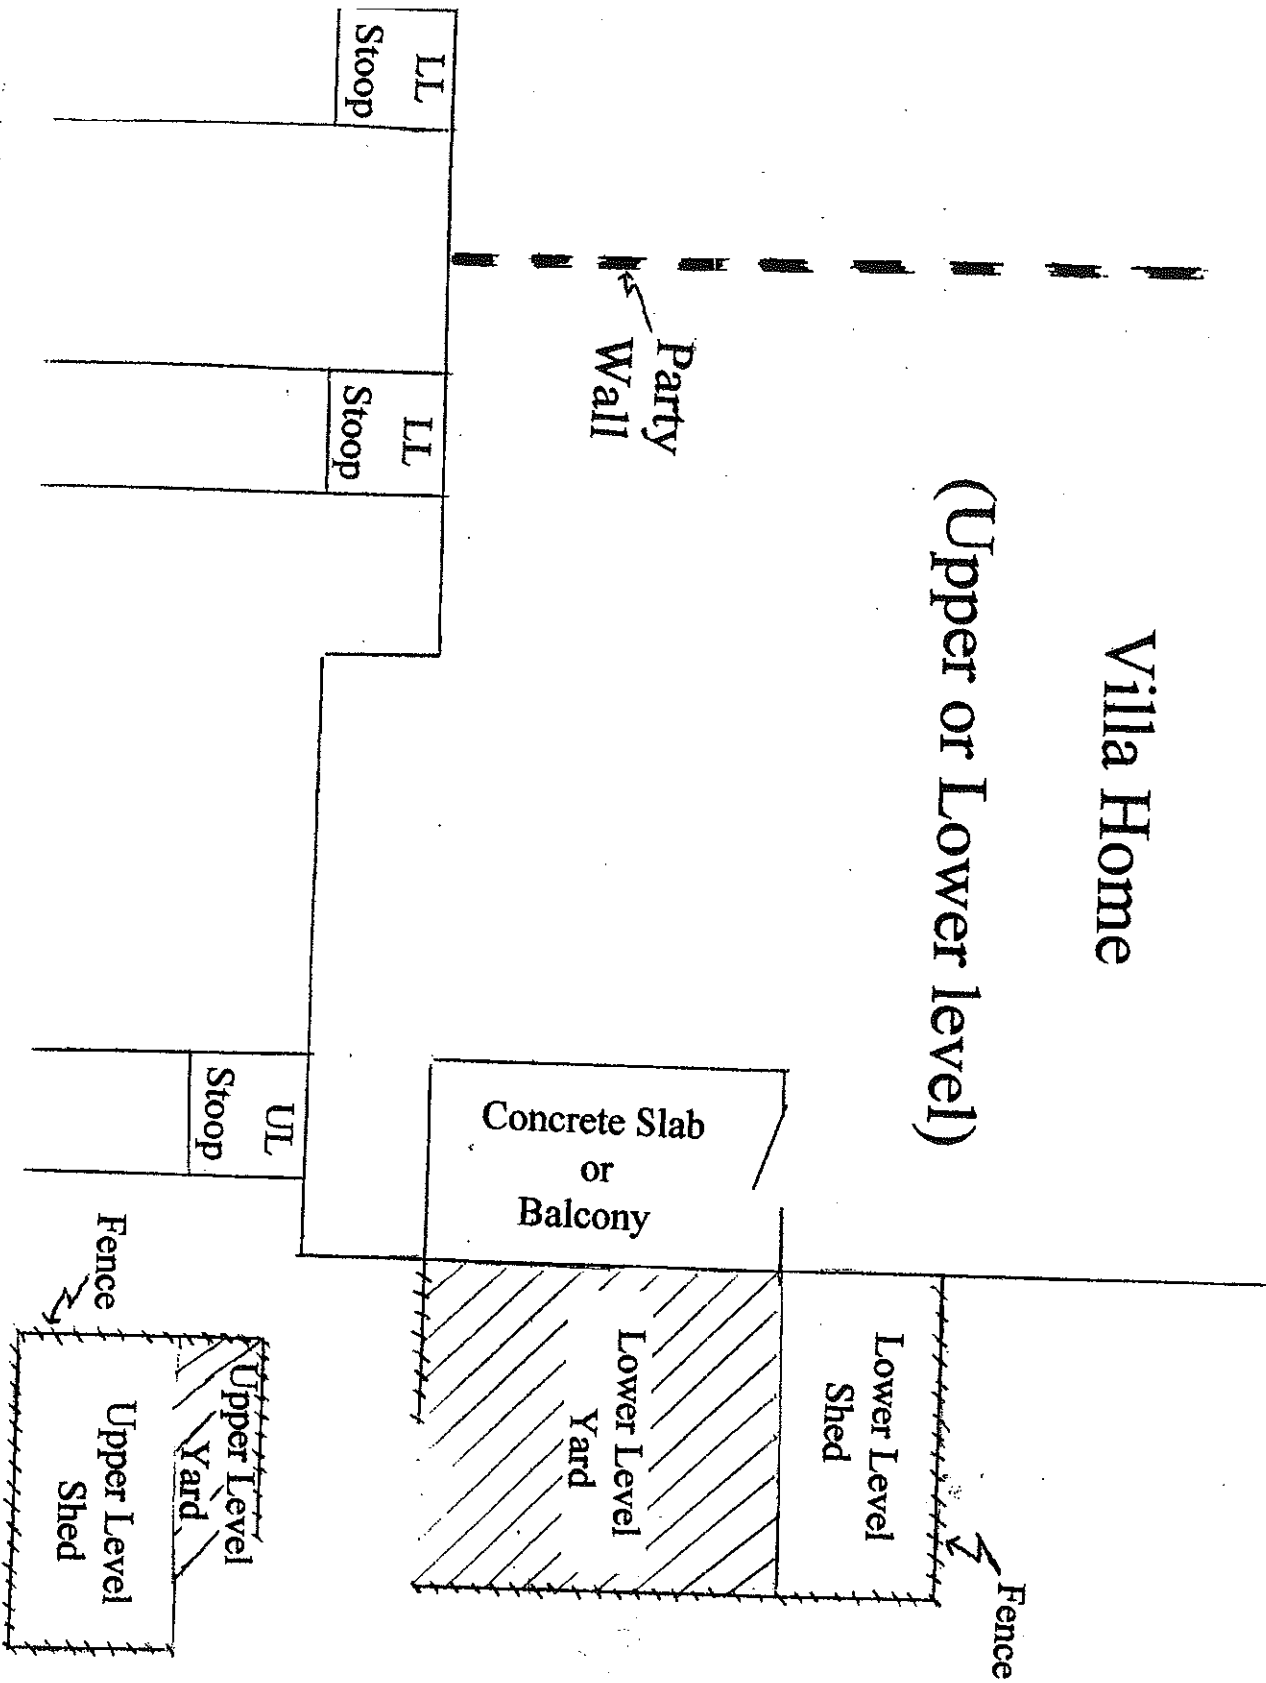 Villa Home
(Upper or Lower level)
Party
Wall
LL
Stoop
LL
Stoop
UL
Stoop
Concrete Slab
or
Balcony
Lower Level
Shed
Lower Level
Yard
Fence
Upper Level
Yard
Upper Level
Shed
Fence